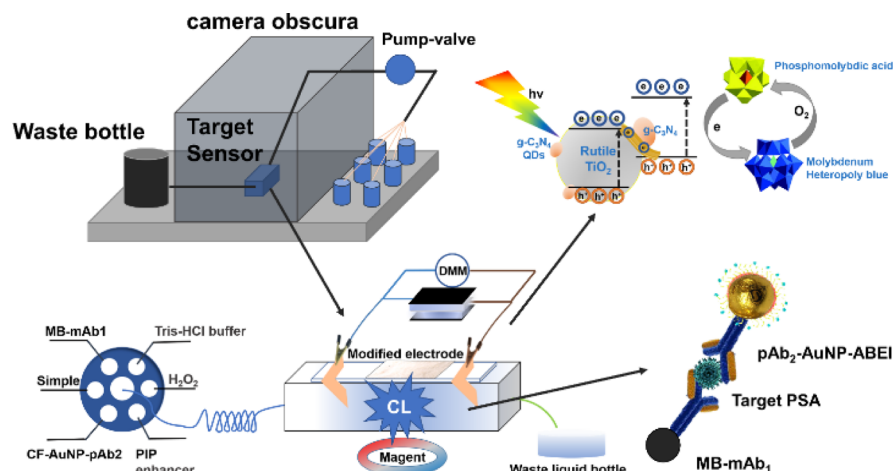 camera obscura
Pump-valve
Waste bottle
Target
Sensor
hv
g-C₃N₄
QDs
Rutile
TiO₂
g-C₃N₄
e e e
e e e
e
e
h⁺ h⁺ h⁺
h⁺ h⁺ h⁺
Phosphomolybdic acid
e
O₂
Molybdenum
Heteropoly blue
DMM
Modified electrode
CL
Magent
Waste liquid bottle
MB-mAb1
Tris-HCl buffer
Simple
H₂O₂
CF-AuNP-pAb2
PIP
enhancer
pAb₂-AuNP-ABEI
Target PSA
MB-mAb₁